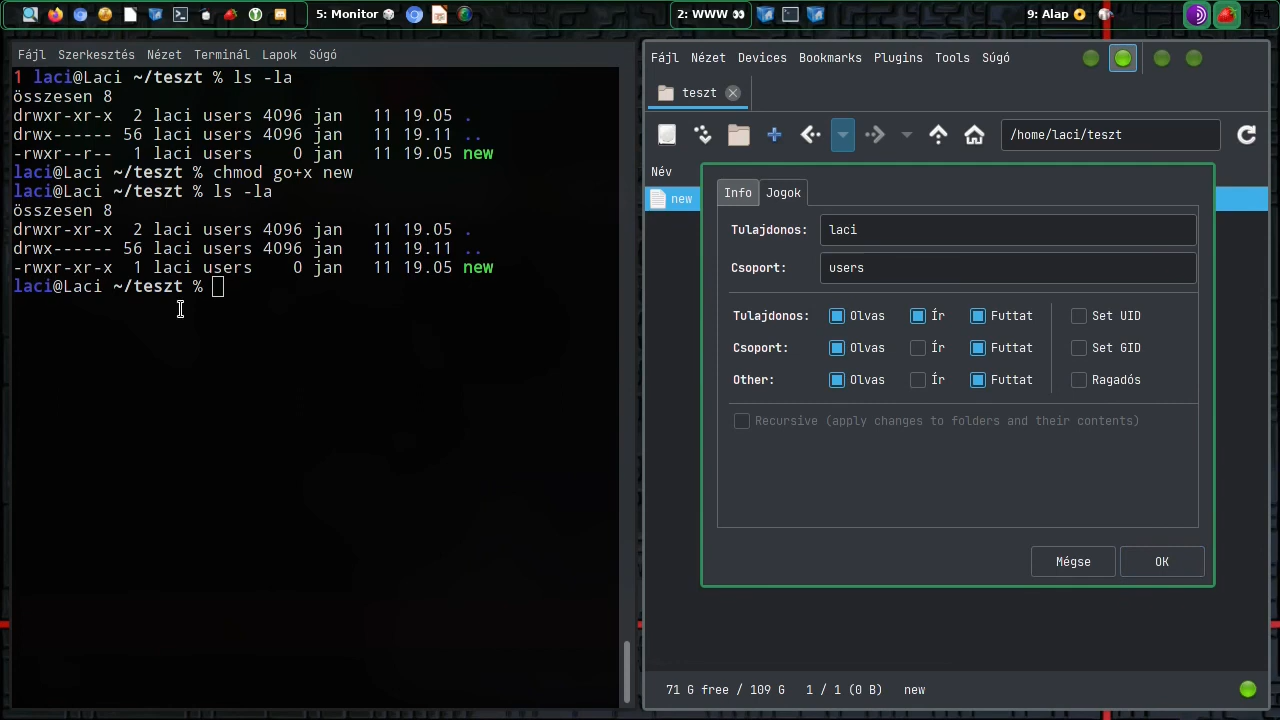 5: Monitor
2: WWW
9: Alap
Fájl Szerkesztés Nézet Terminál Lapok Súgó
1 laci@Laci ~/teszt % ls -la
összesen 8
drwxr-xr-x 2 laci users 4096 jan 11 19.05 .
drwx------ 56 laci users 4096 jan 11 19.11 ..
-rwxr--r-- 1 laci users 0 jan 11 19.05 new
laci@Laci ~/teszt % chmod go+x new
laci@Laci ~/teszt % ls -la
összesen 8
drwxr-xr-x 2 laci users 4096 jan 11 19.05 .
drwx------ 56 laci users 4096 jan 11 19.11 ..
-rwxr-xr-x 1 laci users 0 jan 11 19.05 new
laci@Laci ~/teszt %
Fájl Nézet Devices Bookmarks Plugins Tools Súgó
teszt
/home/laci/teszt
Név
new
Info Jogok
Tulajdonos: laci
Csoport: users
Tulajdonos: Olvas Ír Futtat Set UID
Csoport: Olvas Ír Futtat Set GID
Other: Olvas Ír Futtat Ragadós
Recursive (apply changes to folders and their contents)
Mégse OK
71 G free / 109 G 1 / 1 (0 B) new